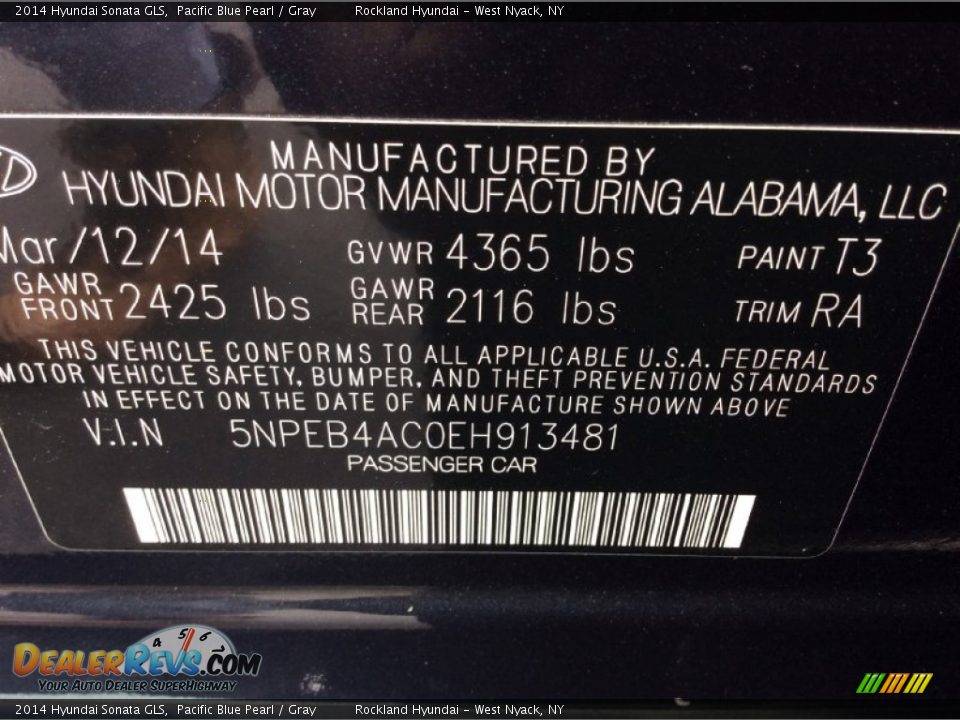 2014 Hyundai Sonata GLS, Pacific Blue Pearl / Gray Rockland Hyundai - West Nyack, NY
MANUFACTURED BY
HYUNDAI MOTOR MANUFACTURING ALABAMA, LLC
Mar/12/14 GVWR 4365 lbs PAINT T3
GAWR FRONT 2425 lbs GAWR REAR 2116 lbs TRIM RA
THIS VEHICLE CONFORMS TO ALL APPLICABLE U.S.A. FEDERAL
MOTOR VEHICLE SAFETY, BUMPER, AND THEFT PREVENTION STANDARDS
IN EFFECT ON THE DATE OF MANUFACTURE SHOWN ABOVE
V.I.N 5NPEB4AC0EH913481
PASSENGER CAR
4 5 6 7
DEALERREVS.COM
YOUR AUTO DEALER SUPERHIGHWAY
2014 Hyundai Sonata GLS, Pacific Blue Pearl / Gray Rockland Hyundai - West Nyack, NY